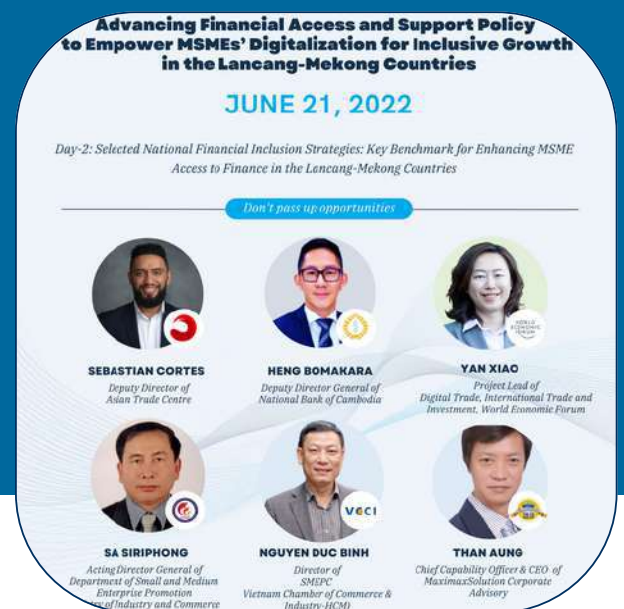 Advancing Financial Access and Support Policy
to Empower MSMEs' Digitalization for Inclusive Growth
in the Lancang-Mekong Countries
JUNE 21, 2022
Day-2: Selected National Financial Inclusion Strategies: Key Benchmark for Enhancing MSME
Access to Finance in the Lancang-Mekong Countries
Don't pass up opportunities
WORLD
ECONOMIC
FORUM
SEBASTIAN CORTES
Deputy Director of
Asian Trade Centre
HENG BOMAKARA
Deputy Director General of
National Bank of Cambodia
YAN XIAO
Project Lead of
Digital Trade, International Trade and
Investment, World Economic Forum
VCCI
SA SIRIPHONG
Acting Director General of
Department of Small and Medium
Enterprise Promotion
of Industry and Commerce
NGUYEN DUC BINH
Director of
SMEPC
Vietnam Chamber of Commerce &
Industry-HCM)
THAN AUNG
Chief Capability Officer & CEO of
MaximaxSolution Corporate
Advisory